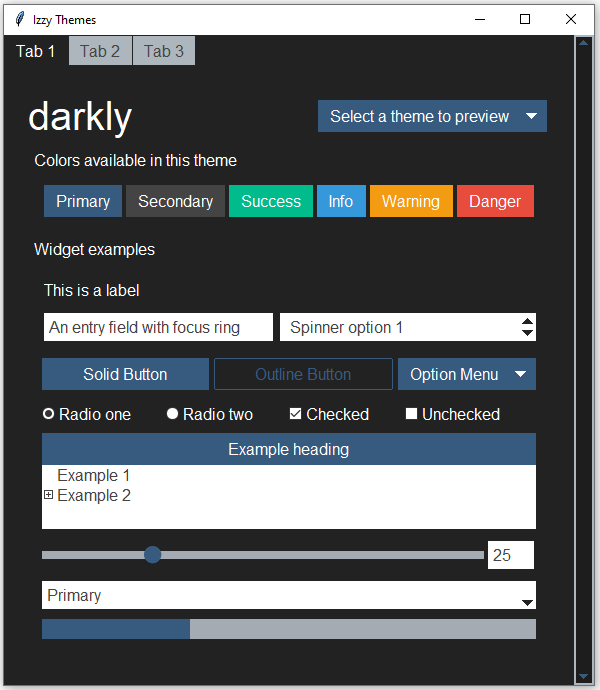 Izzy Themes
Tab 1 Tab 2 Tab 3
darkly Select a theme to preview
Colors available in this theme
Primary Secondary Success Info Warning Danger
Widget examples
This is a label
An entry field with focus ring Spinner option 1
Solid Button Outline Button Option Menu
Radio one Radio two Checked Unchecked
Example heading
Example 1
Example 2
25
Primary